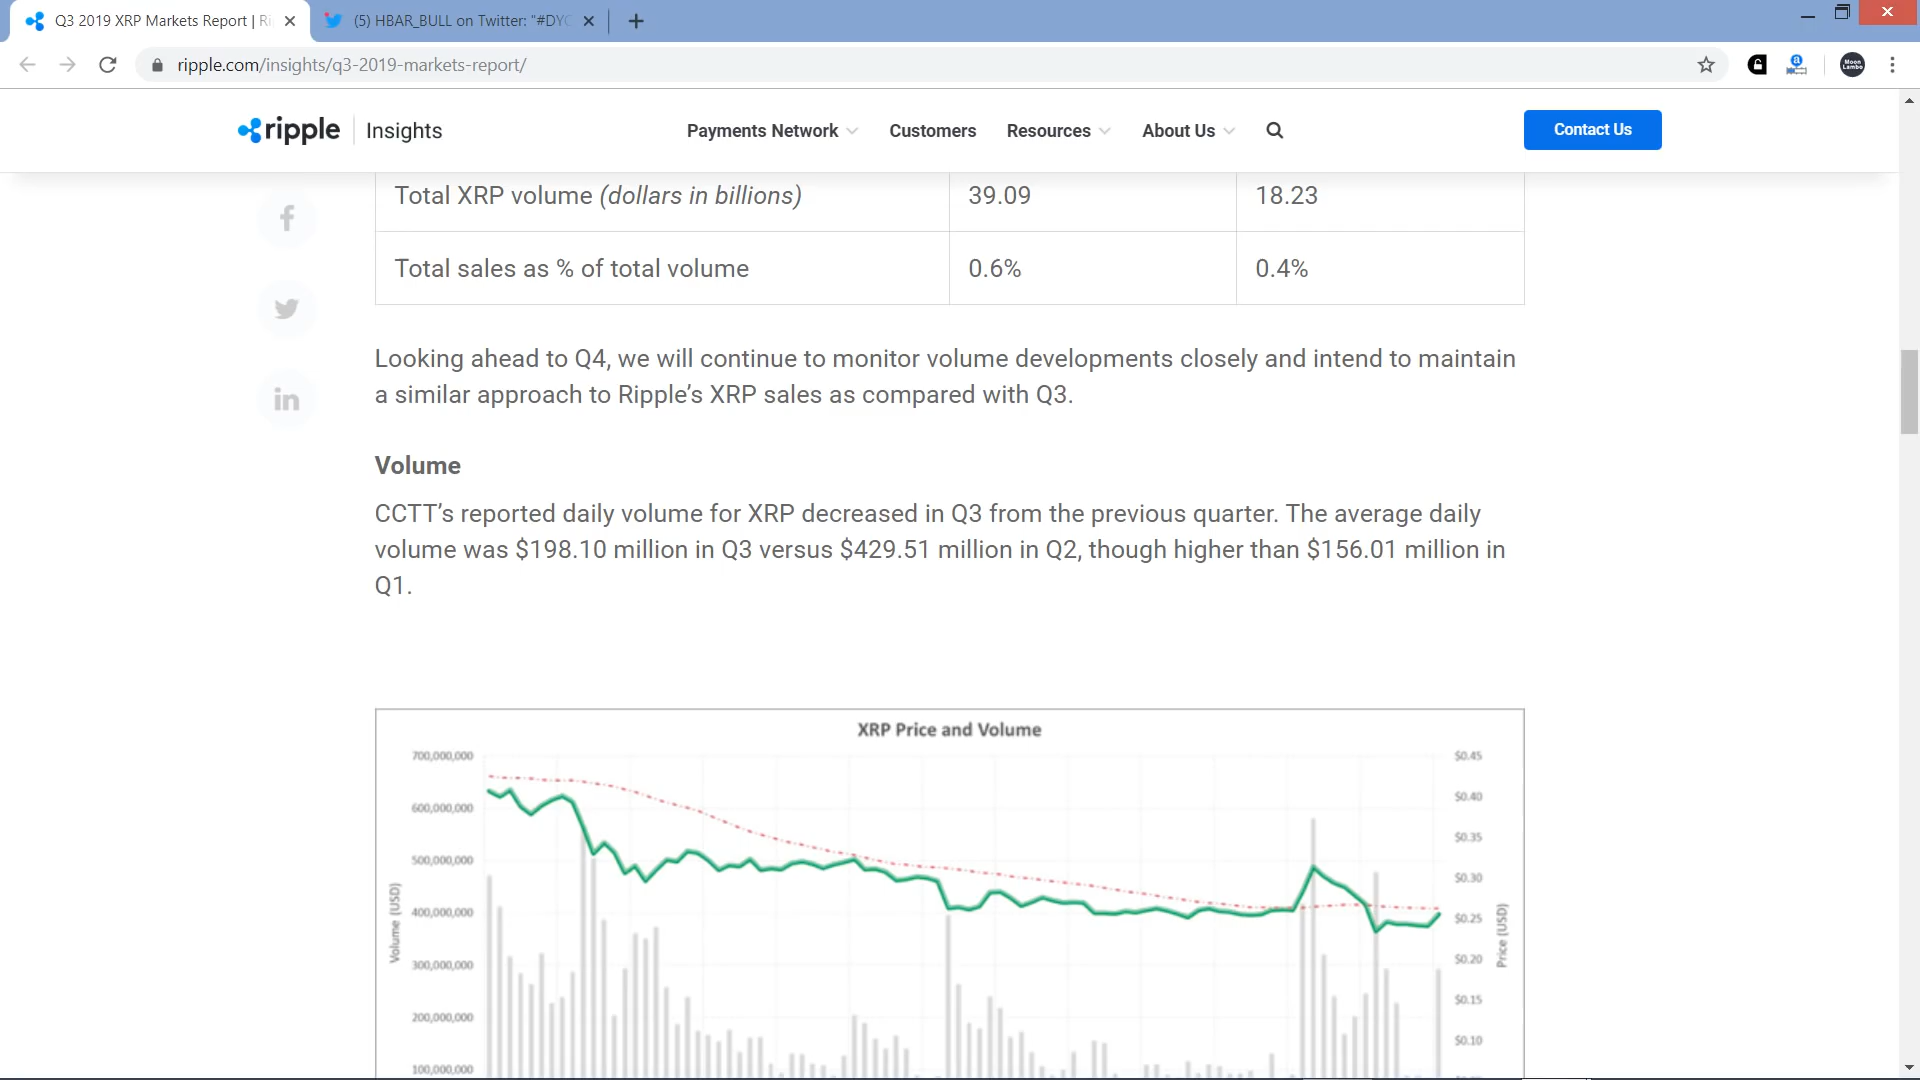 Q3 2019 XRP Markets Report | Ri
(5) HBAR_BULL on Twitter: "#DYO
ripple.com/insights/q3-2019-markets-report/
Moon Lambo
ripple Insights
Payments Network
Customers
Resources
About Us
Contact Us
Total XRP volume (dollars in billions) 39.09 18.23
Total sales as % of total volume 0.6% 0.4%
Looking ahead to Q4, we will continue to monitor volume developments closely and intend to maintain
a similar approach to Ripple’s XRP sales as compared with Q3.
Volume
CCTT’s reported daily volume for XRP decreased in Q3 from the previous quarter. The average daily
volume was $198.10 million in Q3 versus $429.51 million in Q2, though higher than $156.01 million in
Q1.
XRP Price and Volume
700,000,000
600,000,000
500,000,000
400,000,000
300,000,000
200,000,000
100,000,000
Volume (USD)
$0.45
$0.40
$0.35
$0.30
$0.25
$0.20
$0.15
$0.10
Price (USD)